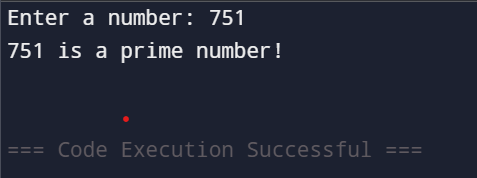 Enter a number: 751
751 is a prime number!
=== Code Execution Successful ===